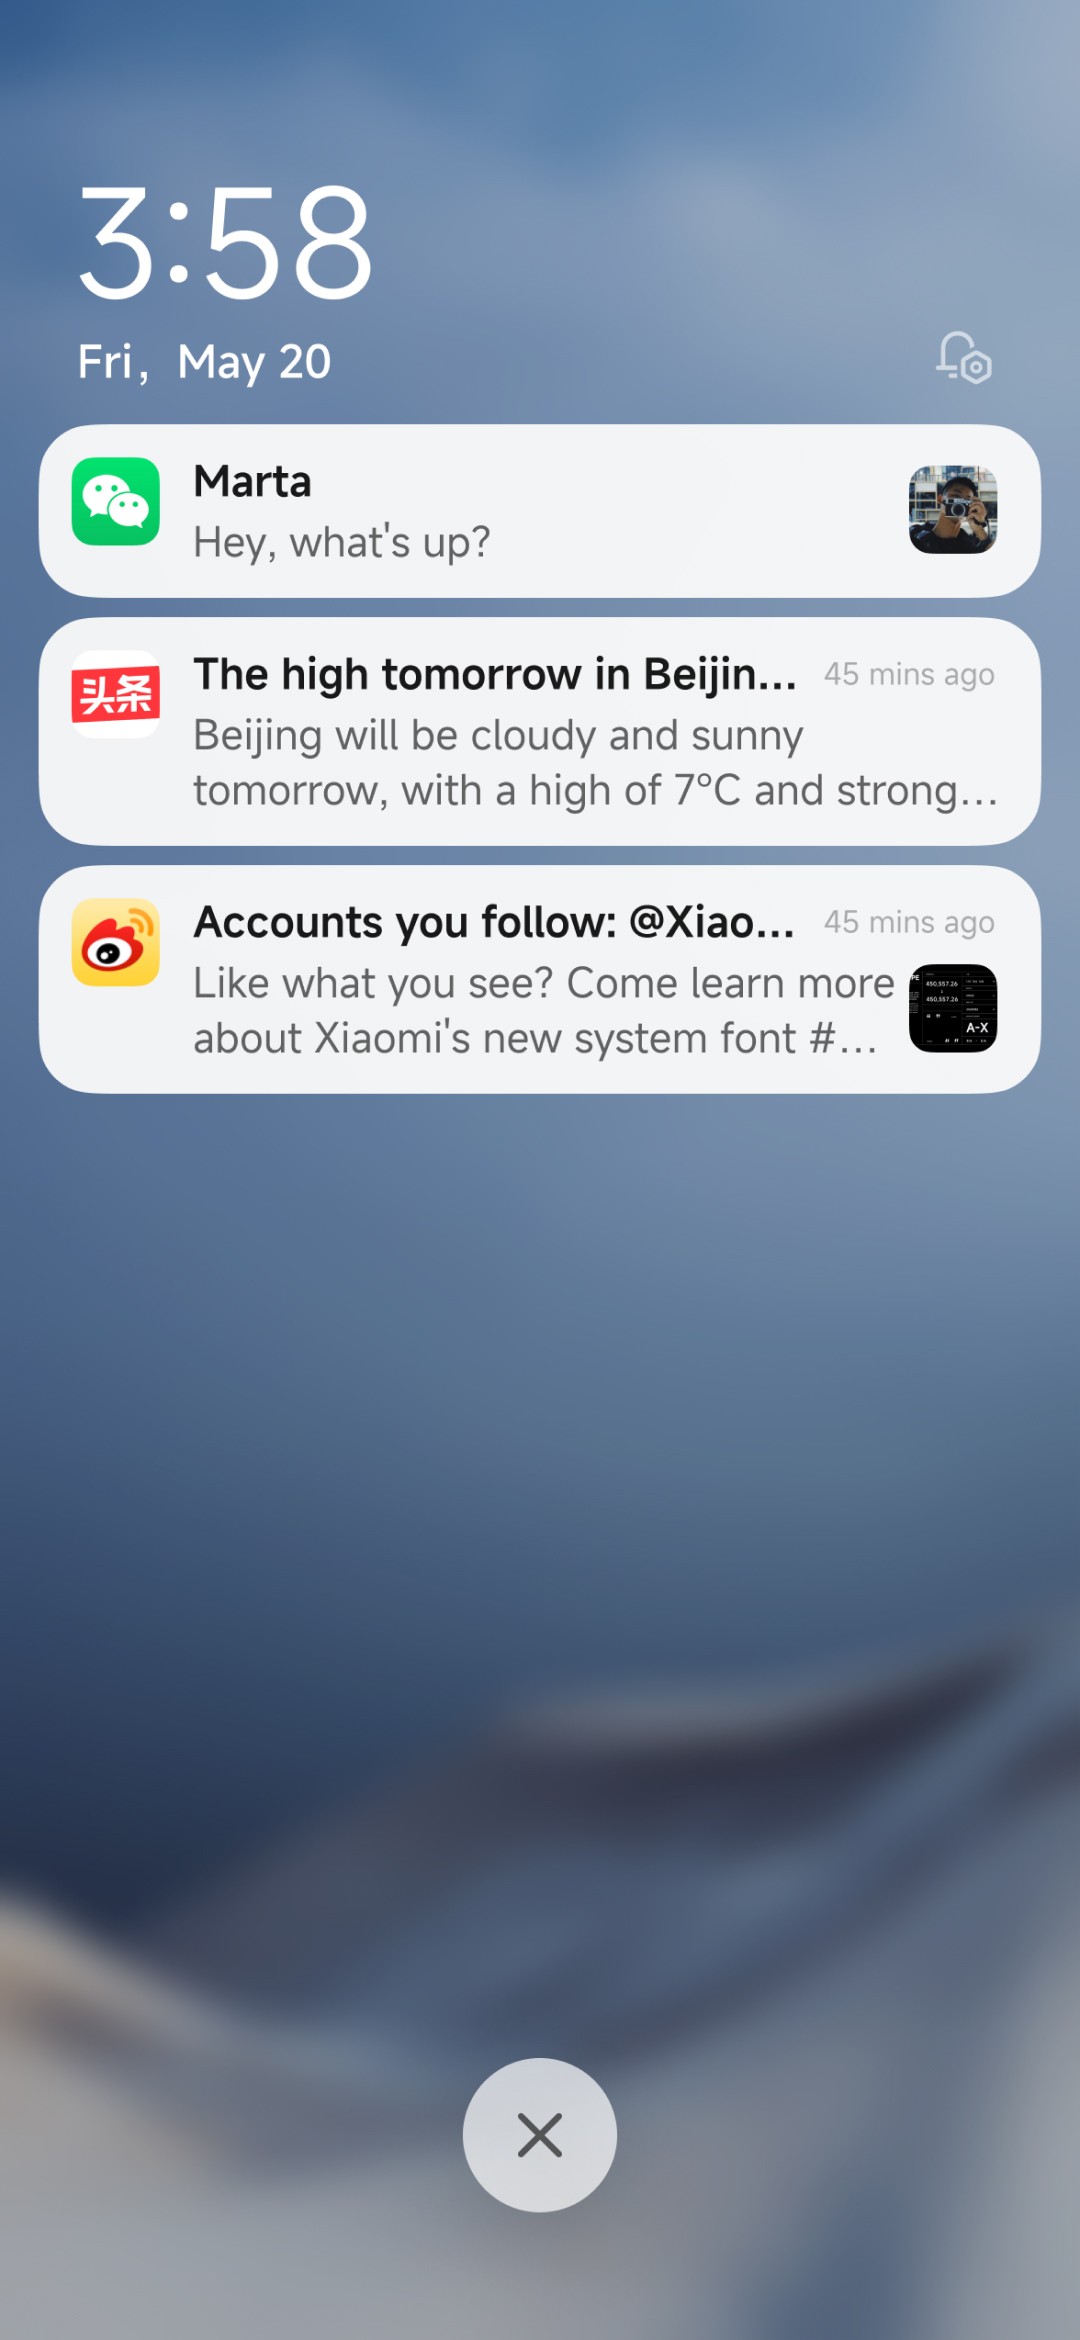 3:58
Fri, May 20
Marta
Hey, what's up?
头条
The high tomorrow in Beijin... 45 mins ago
Beijing will be cloudy and sunny
tomorrow, with a high of 7°C and strong...
Accounts you follow: @Xiao... 45 mins ago
Like what you see? Come learn more
about Xiaomi's new system font #...
450,557.26
450,557.26
A-X